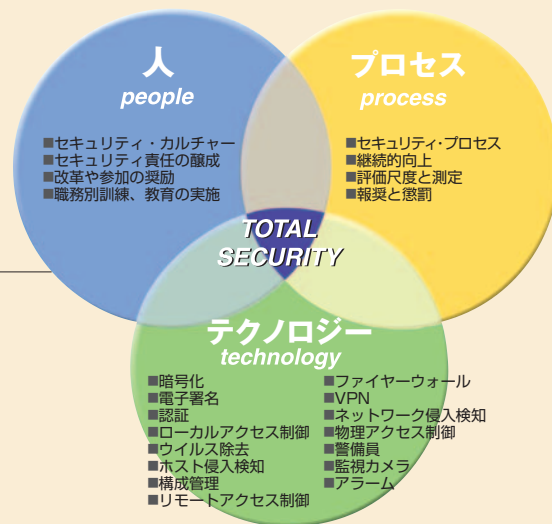 人
people
■セキュリティ・カルチャー
■セキュリティ責任の醸成
■改革や参加の奨励
■職務別訓練、教育の実施
プロセス
process
■セキュリティ・プロセス
■継続的向上
■評価尺度と測定
■報奨と懲罰
TOTAL
SECURITY
テクノロジー
technology
■暗号化
■電子署名
■認証
■ローカルアクセス制御
■ウイルス除去
■ホスト侵入検知
■構成管理
■リモートアクセス制御
■ファイヤーウォール
■VPN
■ネットワーク侵入検知
■物理アクセス制御
■警備員
■監視カメラ
■アラーム